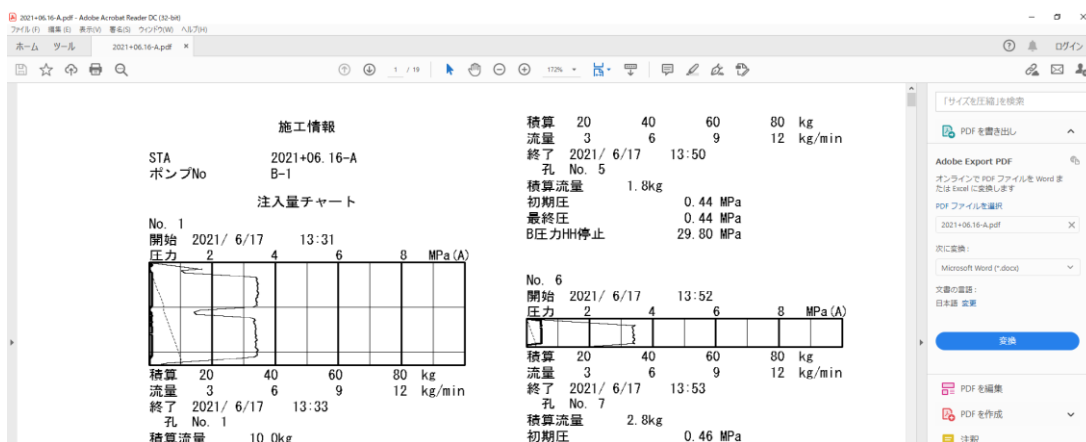 2021+06.16-A.pdf - Adobe Acrobat Reader DC (32-bit)
ファイル(F) 編集(E) 表示(V) 署名(S) ウィンドウ(W) ヘルプ(H)
ホーム ツール 2021+06.16-A.pdf × ログイン
1 / 19 172%
施工情報
STA 2021+06.16-A
ポンプNo B-1
注入量チャート
No. 1
開始 2021/ 6/17 13:31
圧力 2 4 6 8 MPa(A)
積算 20 40 60 80 kg
流量 3 6 9 12 kg/min
終了 2021/ 6/17 13:33
孔 No. 1
積算流量 10.0kg
積算 20 40 60 80 kg
流量 3 6 9 12 kg/min
終了 2021/ 6/17 13:50
孔 No. 5
積算流量 1.8kg
初期圧 0.44 MPa
最終圧 0.44 MPa
B圧力HH停止 29.80 MPa
No. 6
開始 2021/ 6/17 13:52
圧力 2 4 6 8 MPa(A)
積算 20 40 60 80 kg
流量 3 6 9 12 kg/min
終了 2021/ 6/17 13:53
孔 No. 7
積算流量 2.8kg
初期圧 0.46 MPa
「サイズを圧縮」を検索
PDF を書き出し
Adobe Export PDF
オンラインで PDF ファイルを Word ま
たは Excel に変換します
PDF ファイルを選択
2021+06.16-A.pdf ×
次に変換 :
Microsoft Word (*.docx)
文書の言語 :
日本語 変更
変換
PDF を編集
PDF を作成
注釈